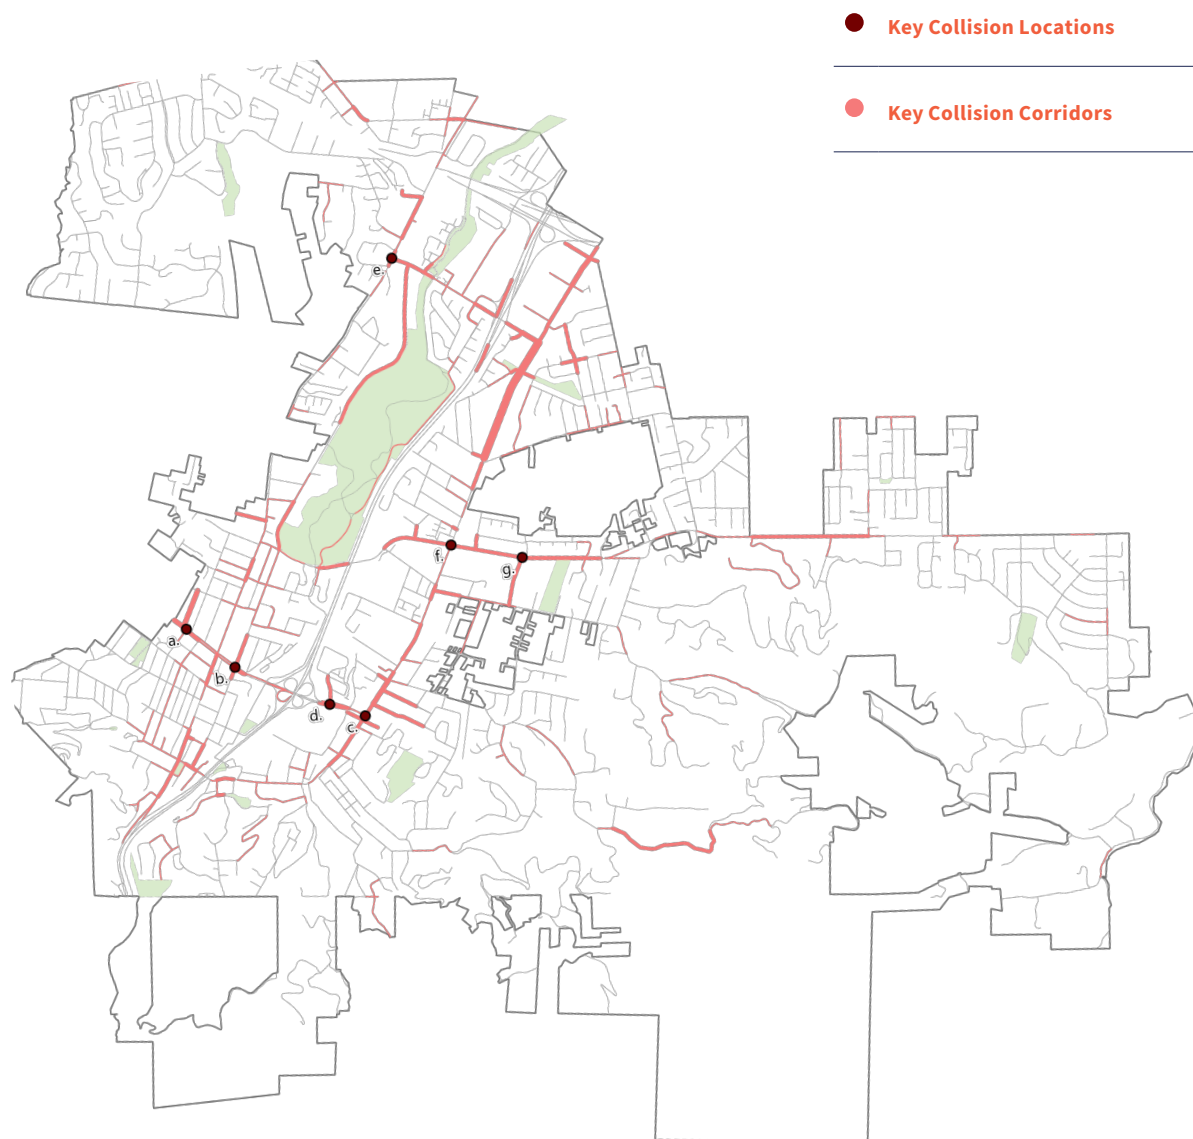 Key Collision Locations
Key Collision Corridors
e.
f.
g.
a.
b.
d.
c.